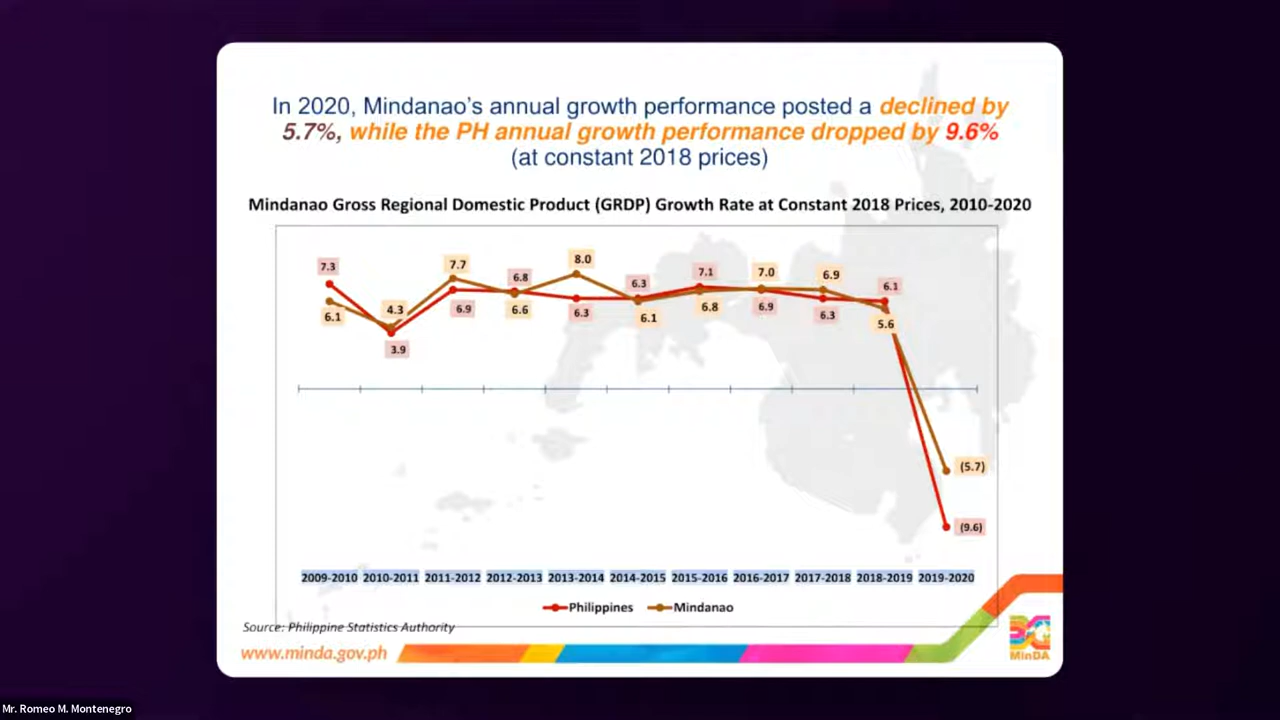 In 2020, Mindanao's annual growth performance posted a declined by
5.7%, while the PH annual growth performance dropped by 9.6%
(at constant 2018 prices)
Mindanao Gross Regional Domestic Product (GRDP) Growth Rate at Constant 2018 Prices, 2010-2020
7.3
6.1
4.3
3.9
7.7
6.9
6.8
6.6
8.0
6.3
6.3
6.1
7.1
6.8
7.0
6.9
6.9
6.3
6.1
5.6
(5.7)
(9.6)
2009-2010 2010-2011 2011-2012 2012-2013 2013-2014 2014-2015 2015-2016 2016-2017 2017-2018 2018-2019 2019-2020
Philippines Mindanao
Source: Philippine Statistics Authority
www.minda.gov.ph
MinDA
Mr. Romeo M. Montenegro